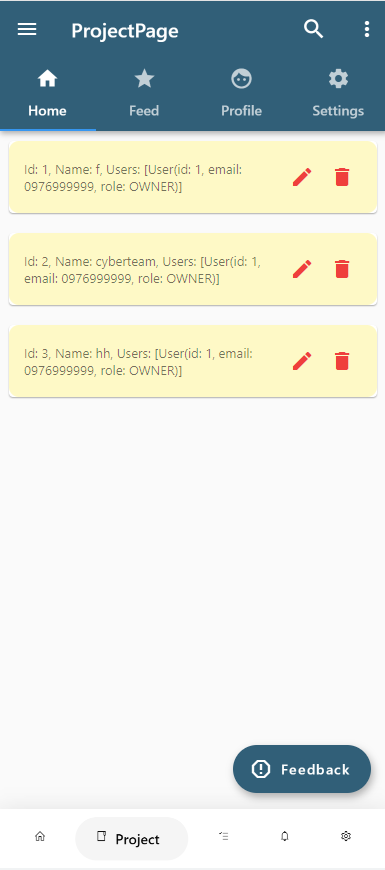 ProjectPage
Home Feed Profile Settings
Id: 1, Name: f, Users: [User(id: 1, email:
0976999999, role: OWNER)]
Id: 2, Name: cyberteam, Users: [User(id: 1,
email: 0976999999, role: OWNER)]
Id: 3, Name: hh, Users: [User(id: 1, email:
0976999999, role: OWNER)]
Feedback
Project